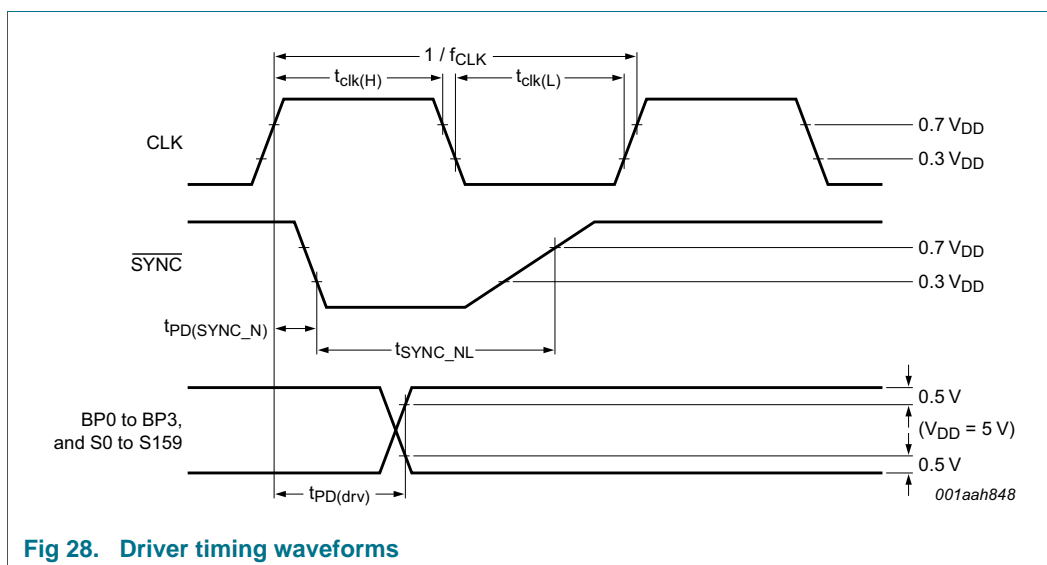 1 / fCLK
tclk(H)
tclk(L)
CLK
0.7 VDD
0.3 VDD
SYNC
0.7 VDD
0.3 VDD
tPD(SYNC_N)
tSYNC_NL
BP0 to BP3,
and S0 to S159
0.5 V
(VDD = 5 V)
0.5 V
tPD(drv)
001aah848
Fig 28. Driver timing waveforms